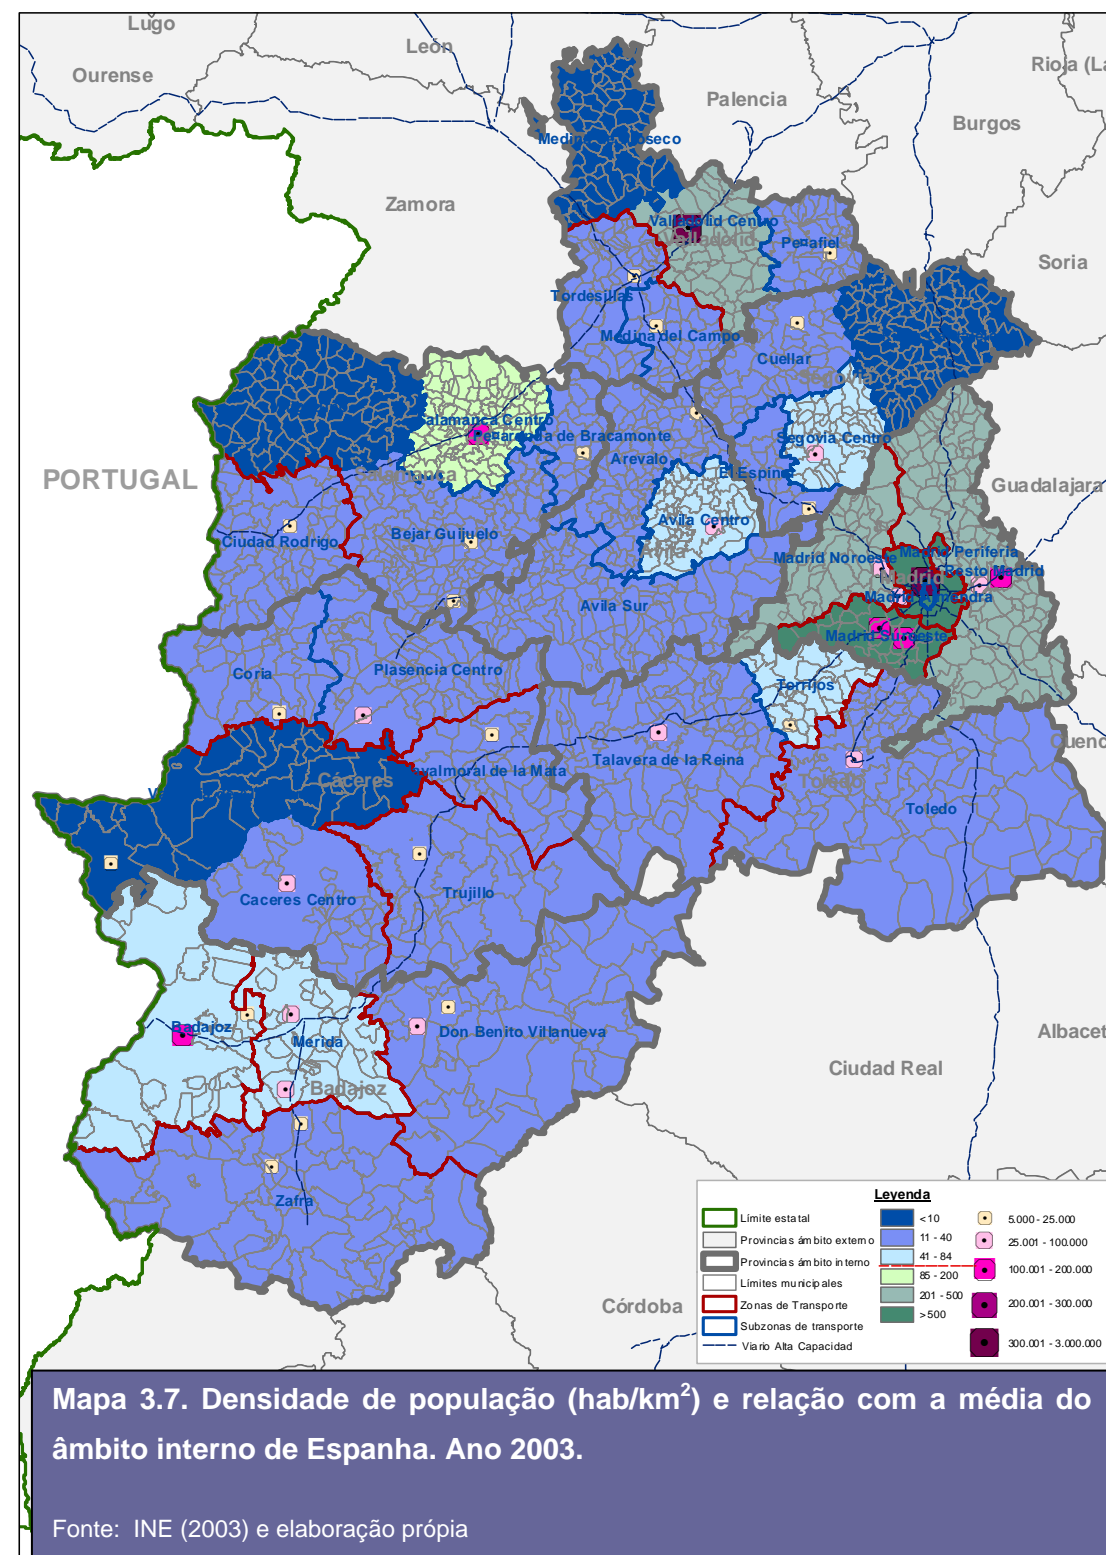 Lugo
León
Ourense
Rioja (La
Palencia
Burgos
Zamora
Soria
Valladolid Centro
Valladolid
Peñafiel
Tordesillas
Medina del Campo
Cuellar
Salamanca Centro
Peñaranda de Bracamonte
Segovia Centro
Arevalo
El Espinar
PORTUGAL
Salamanca
Guadalajara
Avila Centro
Avila
Ciudad Rodrigo
Bejar Guijuelo
Madrid Noroeste
Madrid Periferia
Resto Madrid
Madrid
Madrid Almendra
Avila Sur
Madrid Suroeste
Coria
Plasencia Centro
Torrijos
Cáceres
Navalmoral de la Mata
Talavera de la Reina
Toledo
Toledo
Caceres Centro
Trujillo
Badajoz
Merida
Don Benito Villanueva
Badajoz
Albacet
Ciudad Real
Zafra
Córdoba
Leyenda
Límite estatal
Provincias ámbito externo
Provincias ámbito interno
Límites municipales
Zonas de Transporte
Subzonas de transporte
Viario Alta Capacidad
<10
11 - 40
41 - 84
85 - 200
201 - 500
>500
5.000 - 25.000
25.001 - 100.000
100.001 - 200.000
200.001 - 300.000
300.001 - 3.000.000
Mapa 3.7. Densidade de população (hab/km²) e relação com a média do
âmbito interno de Espanha. Ano 2003.
Fonte: INE (2003) e elaboração própia